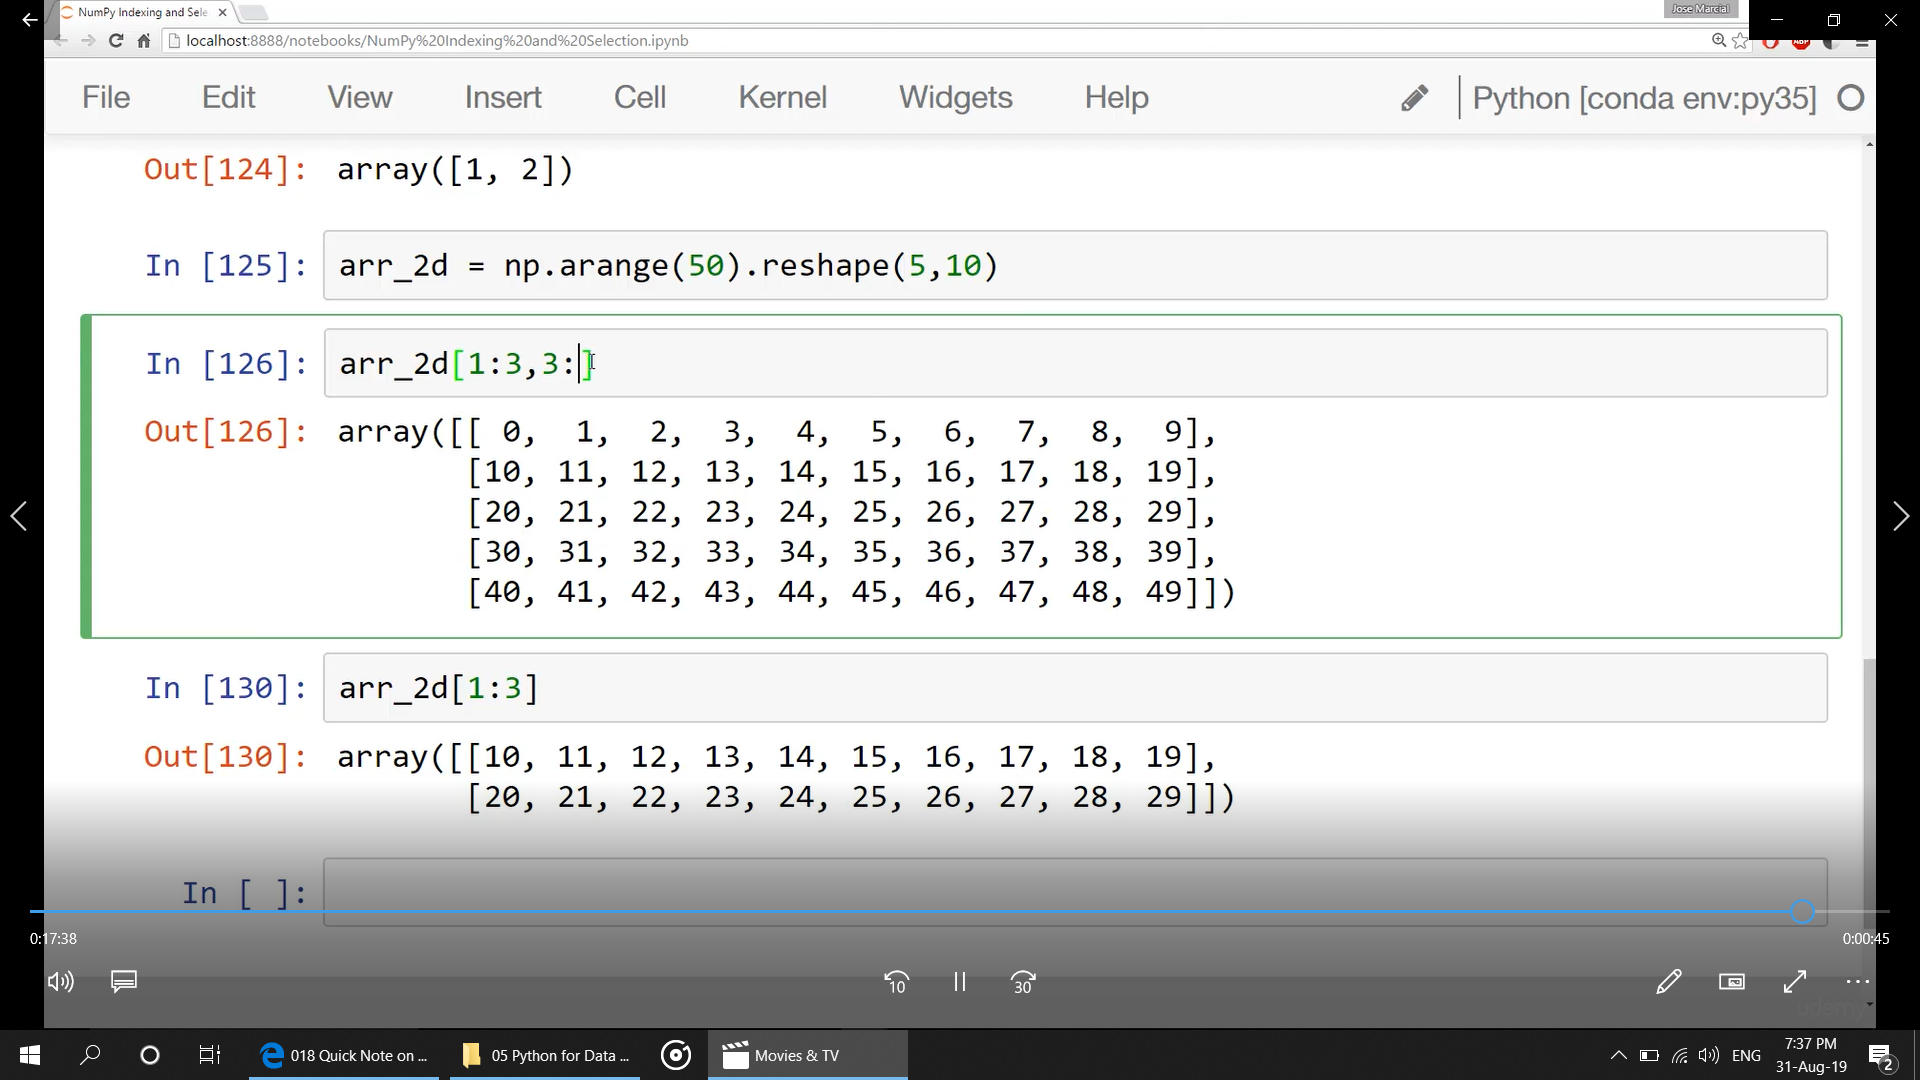 NumPy Indexing and Sele
Jose Marcial
localhost:8888/notebooks/NumPy%20Indexing%20and%20Selection.ipynb
ABP
File Edit View Insert Cell Kernel Widgets Help Python [conda env:py35]
Out[124]: array([1, 2])
In [125]: arr_2d = np.arange(50).reshape(5,10)
In [126]: arr_2d[1:3,3:]
Out[126]: array([[ 0, 1, 2, 3, 4, 5, 6, 7, 8, 9],
[10, 11, 12, 13, 14, 15, 16, 17, 18, 19],
[20, 21, 22, 23, 24, 25, 26, 27, 28, 29],
[30, 31, 32, 33, 34, 35, 36, 37, 38, 39],
[40, 41, 42, 43, 44, 45, 46, 47, 48, 49]])
In [130]: arr_2d[1:3]
Out[130]: array([[10, 11, 12, 13, 14, 15, 16, 17, 18, 19],
[20, 21, 22, 23, 24, 25, 26, 27, 28, 29]])
In [ ]:
0:17:38 0:00:45
10 30
udemy
018 Quick Note on ... 05 Python for Data ... Movies & TV ENG 7:37 PM
31-Aug-19 2